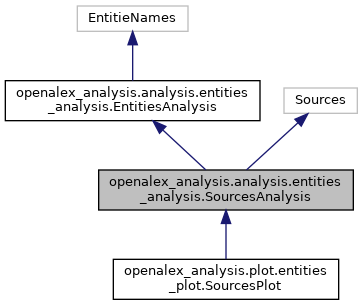 EntitieNames
openalex_analysis.analysis.entities
_analysis.EntitiesAnalysis
Sources
openalex_analysis.analysis.entities
_analysis.SourcesAnalysis
openalex_analysis.plot.entities
_plot.SourcesPlot